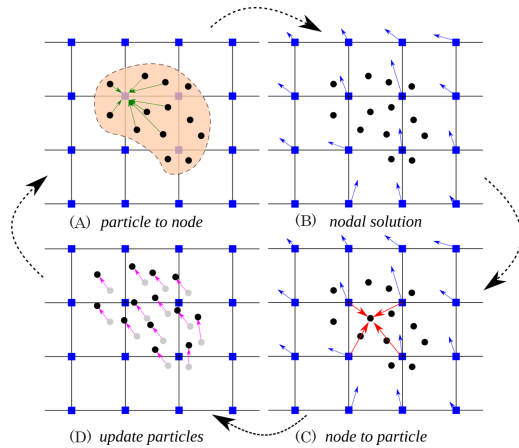 (A) particle to node
(B) nodal solution
(D) update particles
(C) node to particle